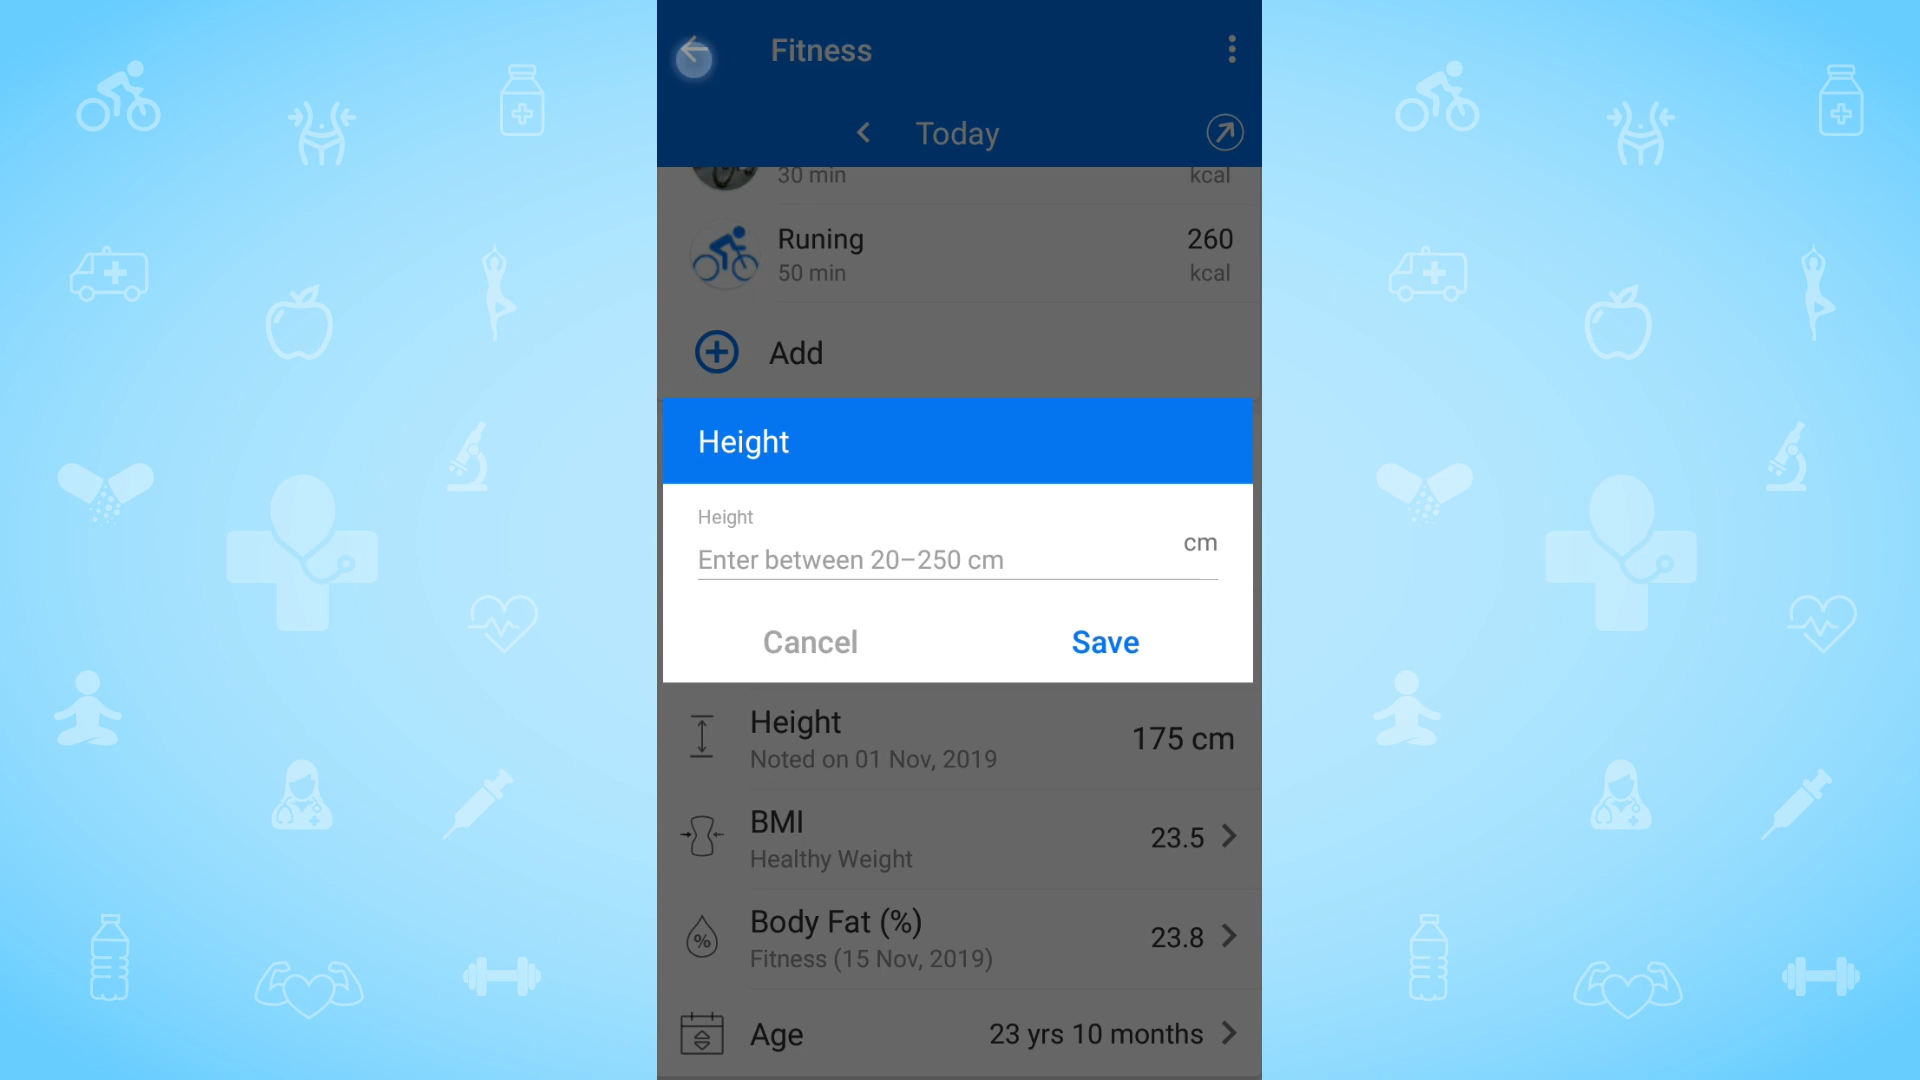 Fitness
Today
30 min
kcal
Runing
260
50 min
kcal
Add
Height
Height
Enter between 20–250 cm
cm
Cancel
Save
Height
175 cm
Noted on 01 Nov, 2019
BMI
23.5
Healthy Weight
Body Fat (%)
23.8
%
Fitness (15 Nov, 2019)
Age
23 yrs 10 months